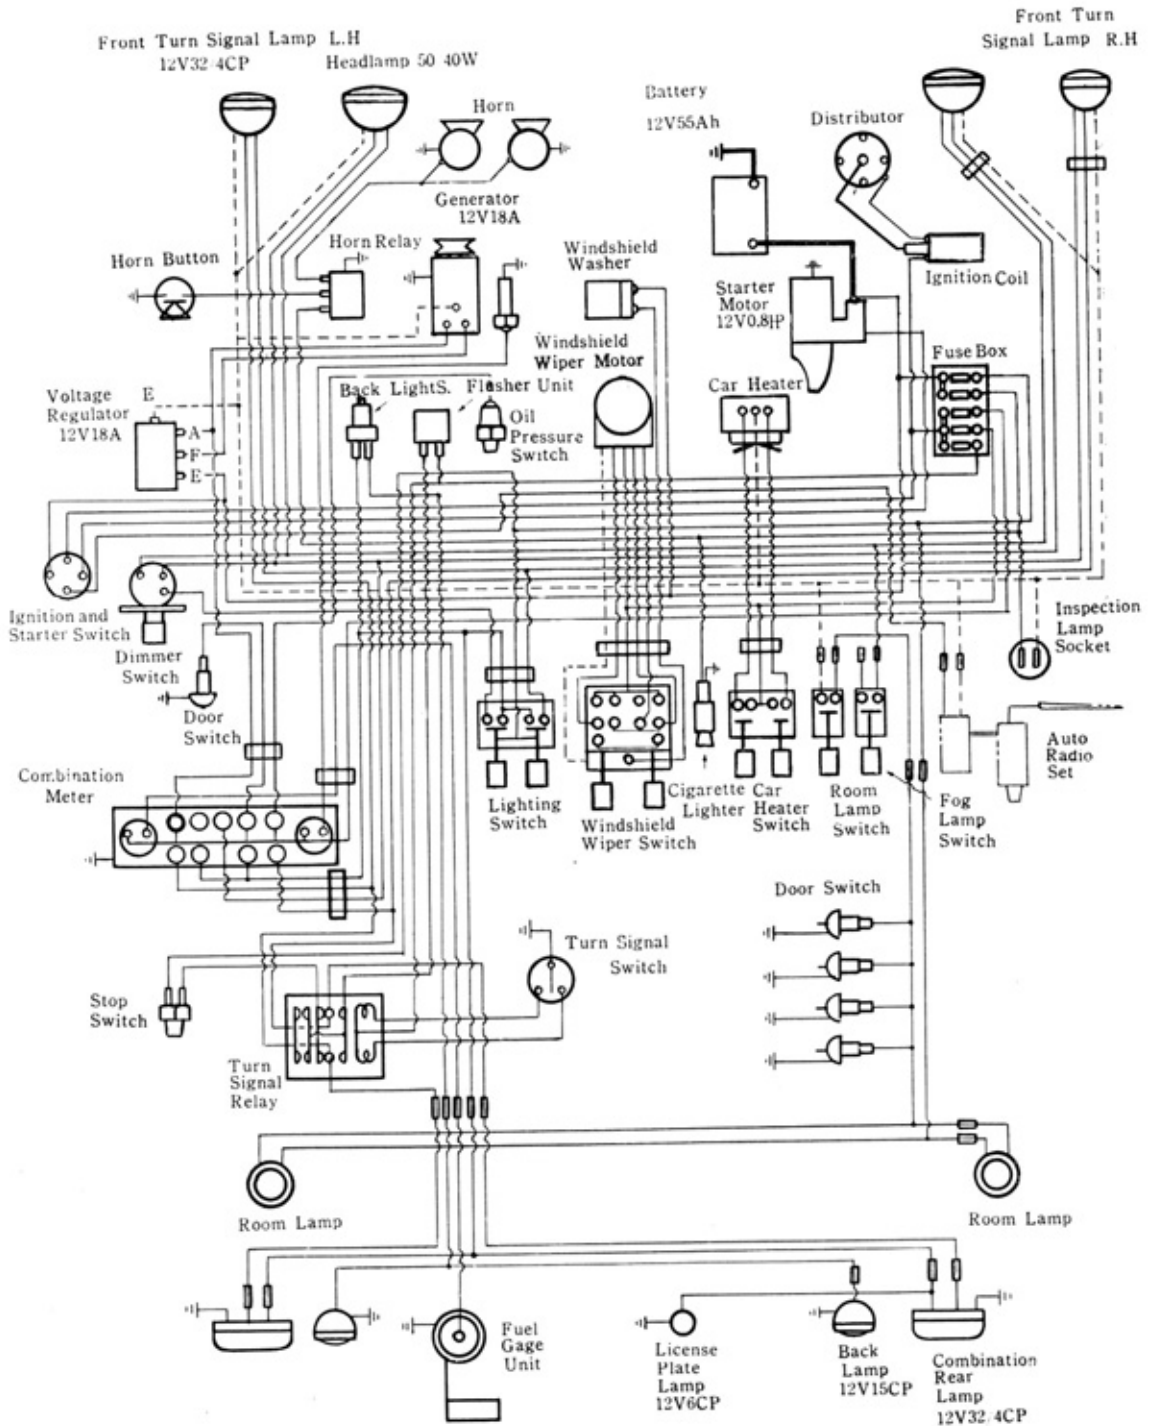 Front Turn Signal Lamp L.H
12V32/4CP
Headlamp 50 40W
Horn
Generator
12V18A
Battery
12V55Ah
Distributor
Front Turn
Signal Lamp R.H
Horn Button
Horn Relay
Windshield
Washer
Starter
Motor
12V0.8HP
Ignition Coil
Windshield
Wiper Motor
Fuse Box
Voltage
Regulator
12V18A
E
A
F
E
Back LightS.
Flasher Unit
Oil
Pressure
Switch
Car Heater
Ignition and
Starter Switch
Dimmer
Switch
Door
Switch
Inspection
Lamp
Socket
Combination
Meter
Lighting
Switch
Windshield
Wiper Switch
Cigarette
Lighter
Car
Heater
Switch
Room
Lamp
Switch
Fog
Lamp
Switch
Auto
Radio
Set
Door Switch
Turn Signal
Switch
Stop
Switch
Turn
Signal
Relay
Room Lamp
Room Lamp
Fuel
Gage
Unit
License
Plate
Lamp
12V6CP
Back
Lamp
12V15CP
Combination
Rear
Lamp
12V32/4CP